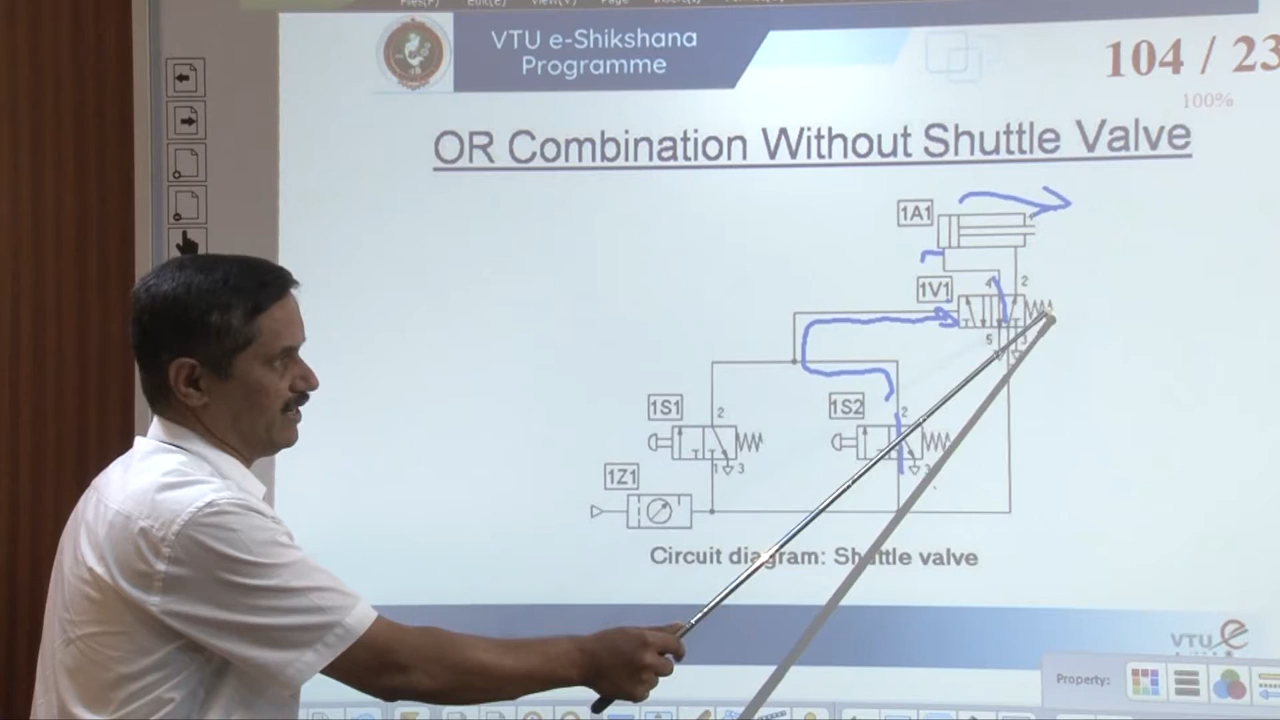 VTU e-Shikshana
Programme
104 / 23
100%
OR Combination Without Shuttle Valve
1A1
1V1
4
2
5
3
1S1
2
1
3
1S2
2
3
1Z1
Circuit diagram: Shuttle valve
VTU e
Property: